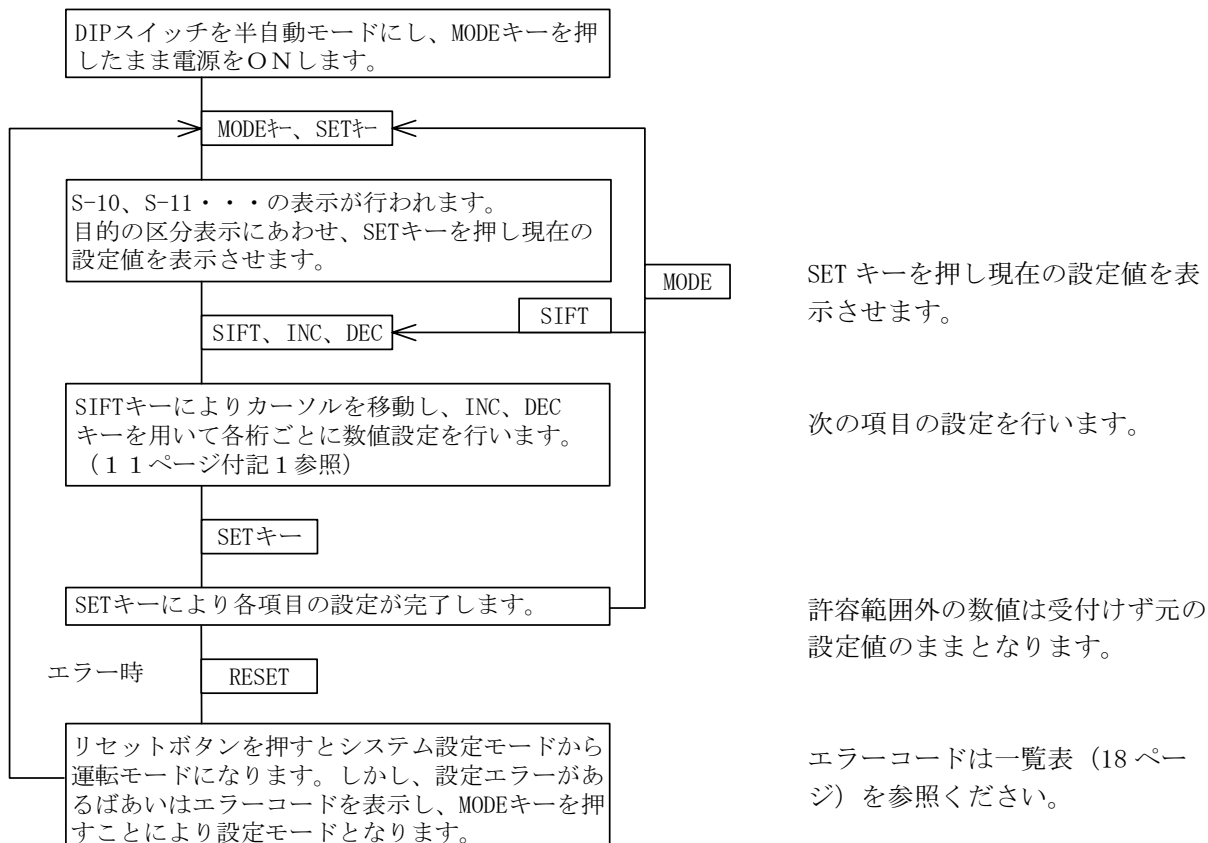 DIPスイッチを半自動モードにし、MODEキーを押
したまま電源をＯＮします。
MODEｷｰ、SETｷｰ
S-10、S-11・・・の表示が行われます。
目的の区分表示にあわせ、SETキーを押し現在の
設定値を表示させます。
MODE
SET キーを押し現在の設定値を表
示させます。
SIFT
SIFT、INC、DEC
SIFTキーによりカーソルを移動し、INC、DEC
キーを用いて各桁ごとに数値設定を行います。
（１１ページ付記１参照）
次の項目の設定を行います。
SETキー
SETキーにより各項目の設定が完了します。
許容範囲外の数値は受付けず元の
設定値のままとなります。
エラー時
RESET
リセットボタンを押すとシステム設定モードから
運転モードになります。しかし、設定エラーがあ
るばあいはエラーコードを表示し、MODEキーを押
すことにより設定モードとなります。
エラーコードは一覧表（18 ペー
ジ）を参照ください。